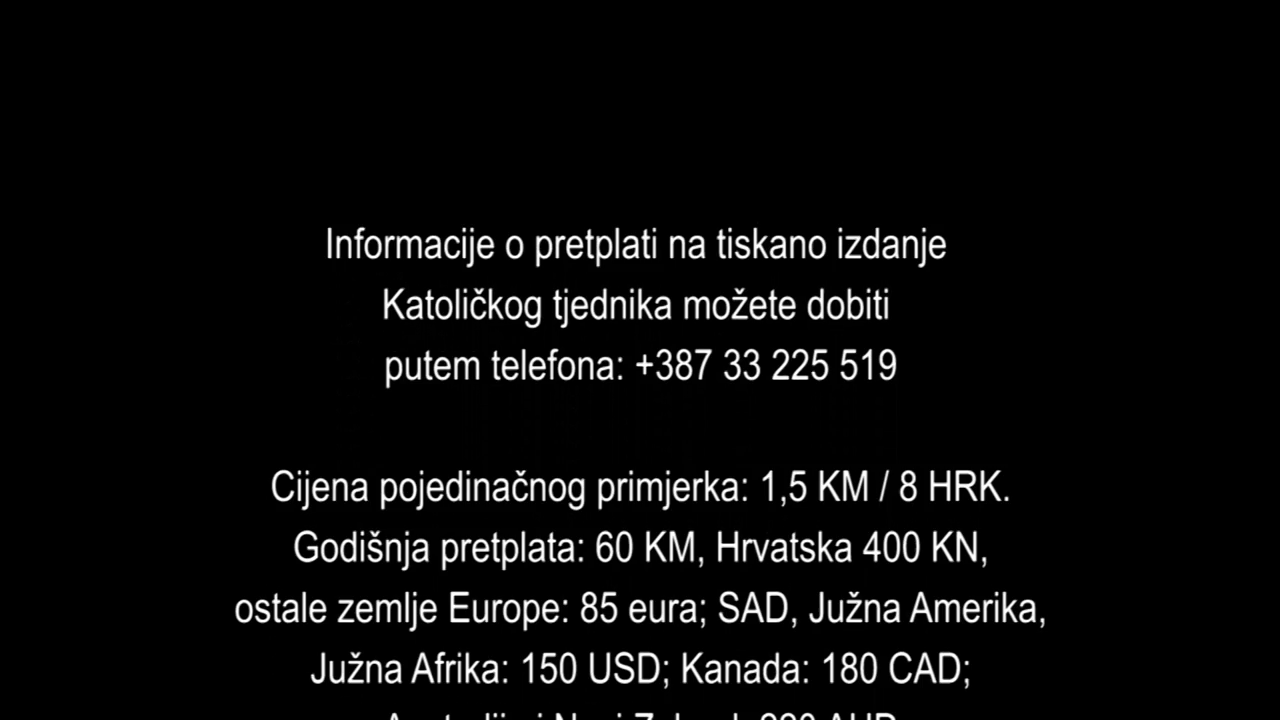 Informacije o pretplati na tiskano izdanje
Katoličkog tjednika možete dobiti
putem telefona: +387 33 225 519
Cijena pojedinačnog primjerka: 1,5 KM / 8 HRK.
Godišnja pretplata: 60 KM, Hrvatska 400 KN,
ostale zemlje Europe: 85 eura; SAD, Južna Amerika,
Južna Afrika: 150 USD; Kanada: 180 CAD;